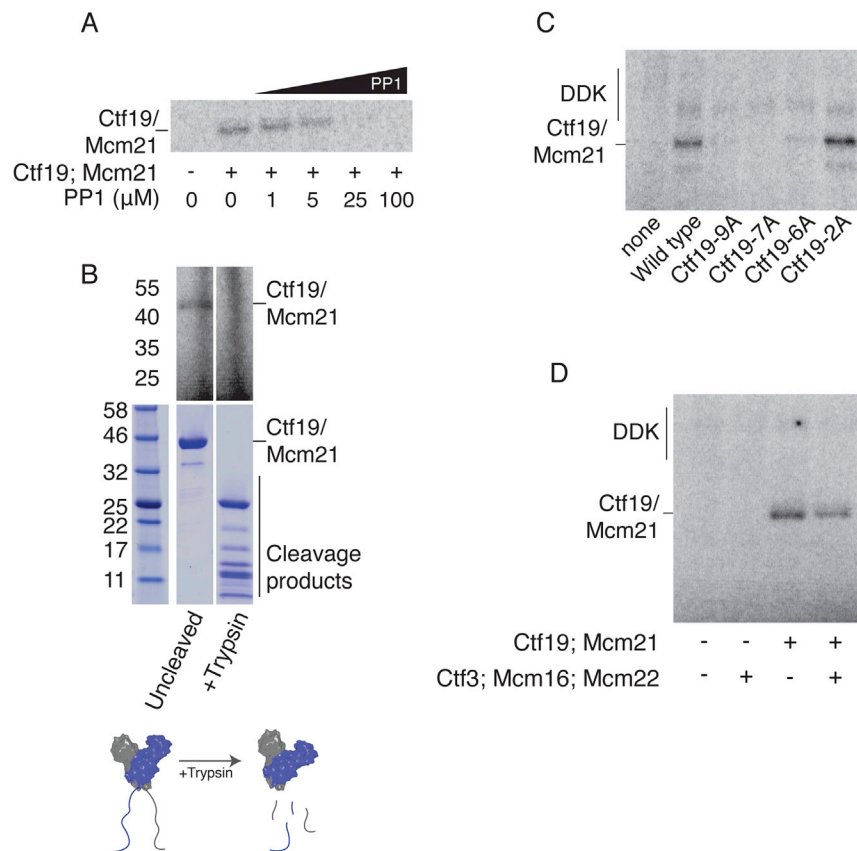 A
PP1
Ctf19/
Mcm21
Ctf19; Mcm21 - + + + + +
PP1 (µM) 0 0 1 5 25 100
B
55
40
35
25
Ctf19/
Mcm21
58
46
32
25
22
17
11
Ctf19/
Mcm21
Cleavage
products
Uncleaved
+Trypsin
+Trypsin
C
DDK
Ctf19/
Mcm21
none
Wild type
Ctf19-9A
Ctf19-7A
Ctf19-6A
Ctf19-2A
D
DDK
Ctf19/
Mcm21
Ctf19; Mcm21 - - + +
Ctf3; Mcm16; Mcm22 - + - +